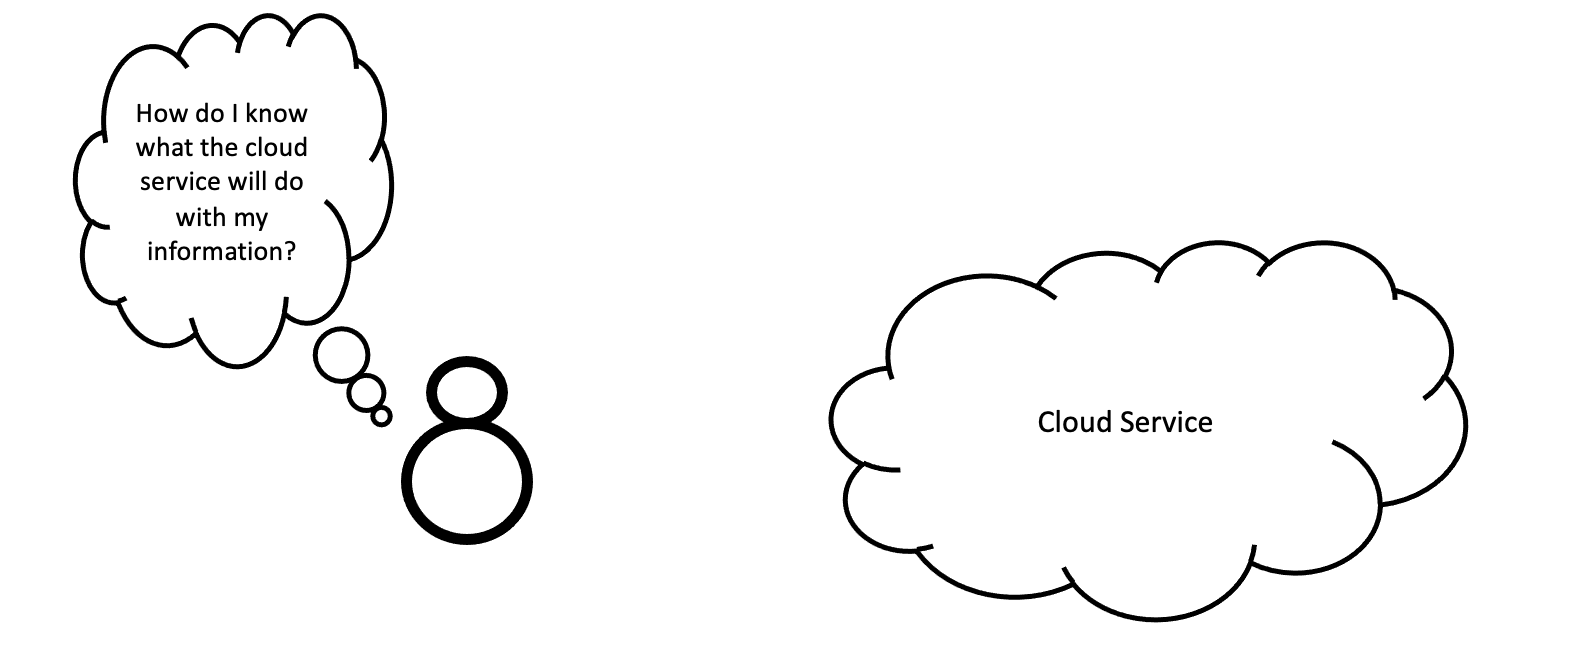 How do I know
what the cloud
service will do
with my
information?
Cloud Service